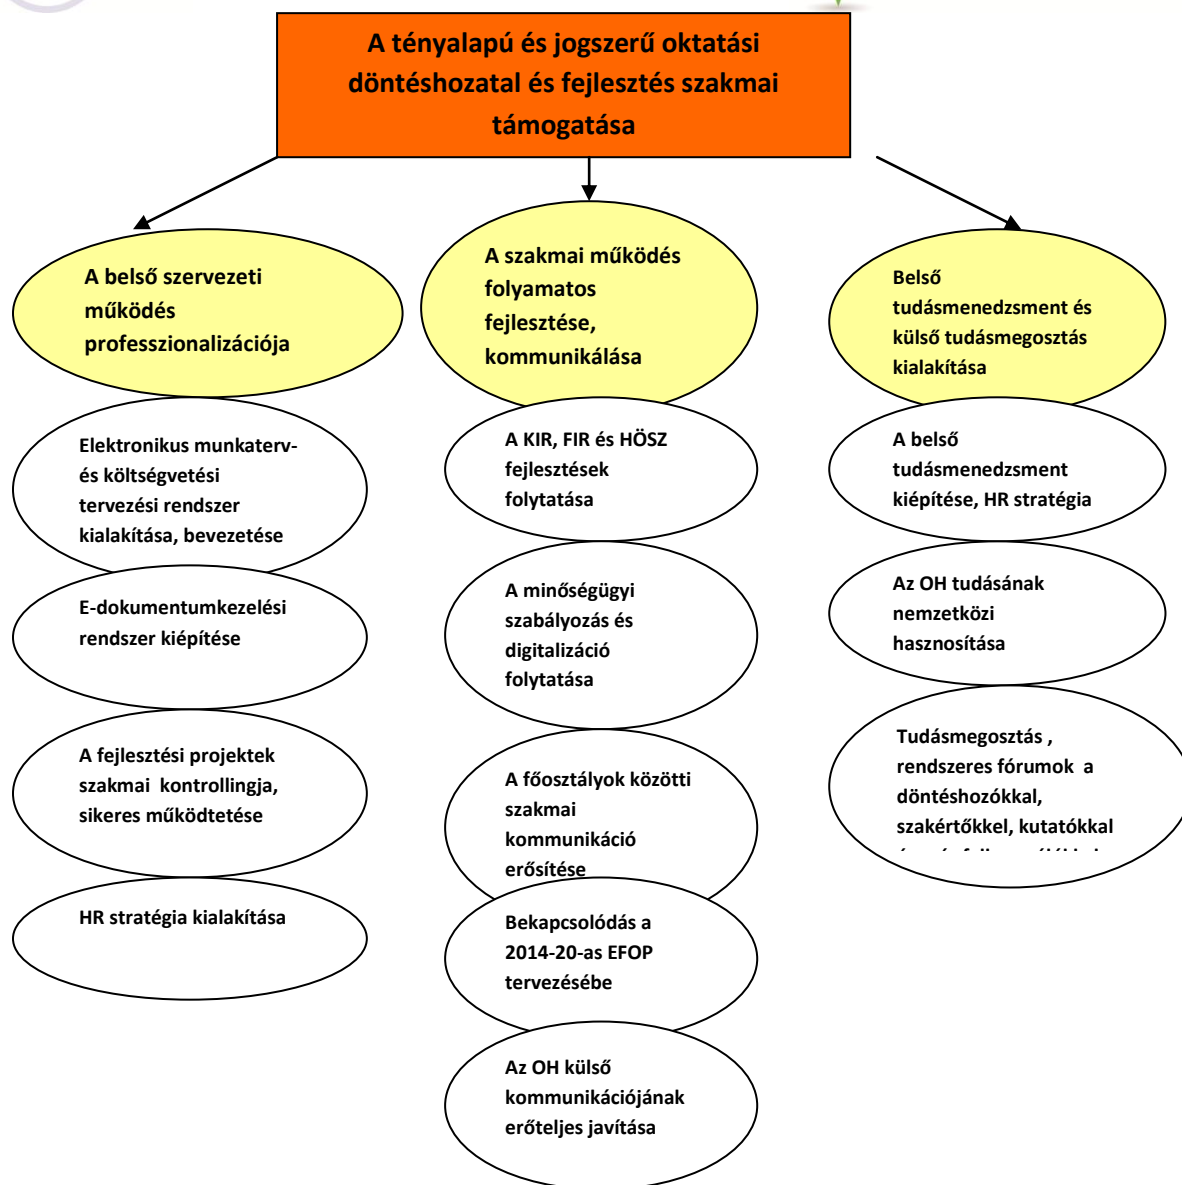 A tényalapú és jogszerű oktatási
döntéshozatal és fejlesztés szakmai
támogatása
A belső szervezeti
működés
professzionalizációja
Elektronikus munkaterv-
és költségvetési
tervezési rendszer
kialakítása, bevezetése
E-dokumentumkezelési
rendszer kiépítése
A fejlesztési projektek
szakmai kontrollingja,
sikeres működtetése
HR stratégia kialakítása
A szakmai működés
folyamatos
fejlesztése,
kommunikálása
A KIR, FIR és HÖSZ
fejlesztések
folytatása
A minőségügyi
szabályozás és
digitalizáció
folytatása
A főosztályok közötti
szakmai
kommunikáció
erősítése
Bekapcsolódás a
2014-20-as EFOP
tervezésébe
Az OH külső
kommunikációjának
erőteljes javítása
Belső
tudásmenedzsment és
külső tudásmegosztás
kialakítása
A belső
tudásmenedzsment
kiépítése, HR stratégia
Az OH tudásának
nemzetközi
hasznosítása
Tudásmegosztás ,
rendszeres fórumok a
döntéshozókkal,
szakértőkkel, kutatókkal